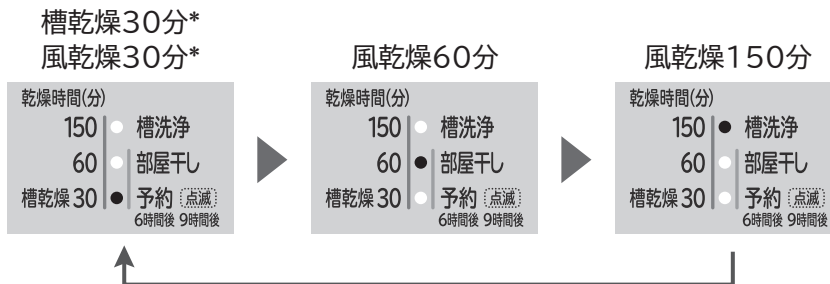 槽乾燥30分*
風乾燥30分*
乾燥時間(分)
150 槽洗浄
60 部屋干し
槽乾燥 30 予約 点滅
6時間後 9時間後
風乾燥60分
乾燥時間(分)
150 槽洗浄
60 部屋干し
槽乾燥 30 予約 点滅
6時間後 9時間後
風乾燥150分
乾燥時間(分)
150 槽洗浄
60 部屋干し
槽乾燥 30 予約 点滅
6時間後 9時間後